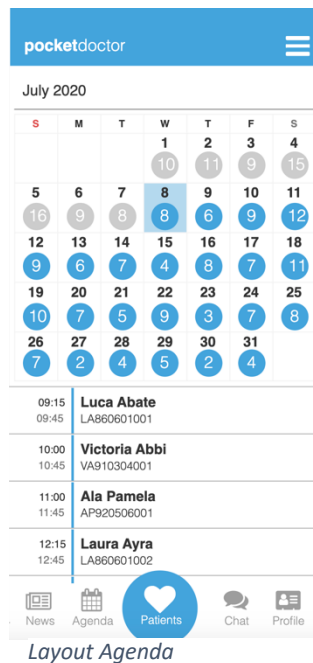 pocketdoctor
July 2020
S M T W T F S
1 2 3 4
10 11 9 15
5 6 7 8 9 10 11
16 9 8 8 6 9 12
12 13 14 15 16 17 18
9 6 7 4 8 7 11
19 20 21 22 23 24 25
10 7 5 9 3 7 8
26 27 28 29 30 31
7 2 4 5 2 4
09:15 Luca Abate
09:45 LA860601001
10:00 Victoria Abbi
10:45 VA910304001
11:00 Ala Pamela
11:45 AP920506001
12:15 Laura Ayra
12:45 LA860601002
News Agenda Patients Chat Profile
Layout Agenda